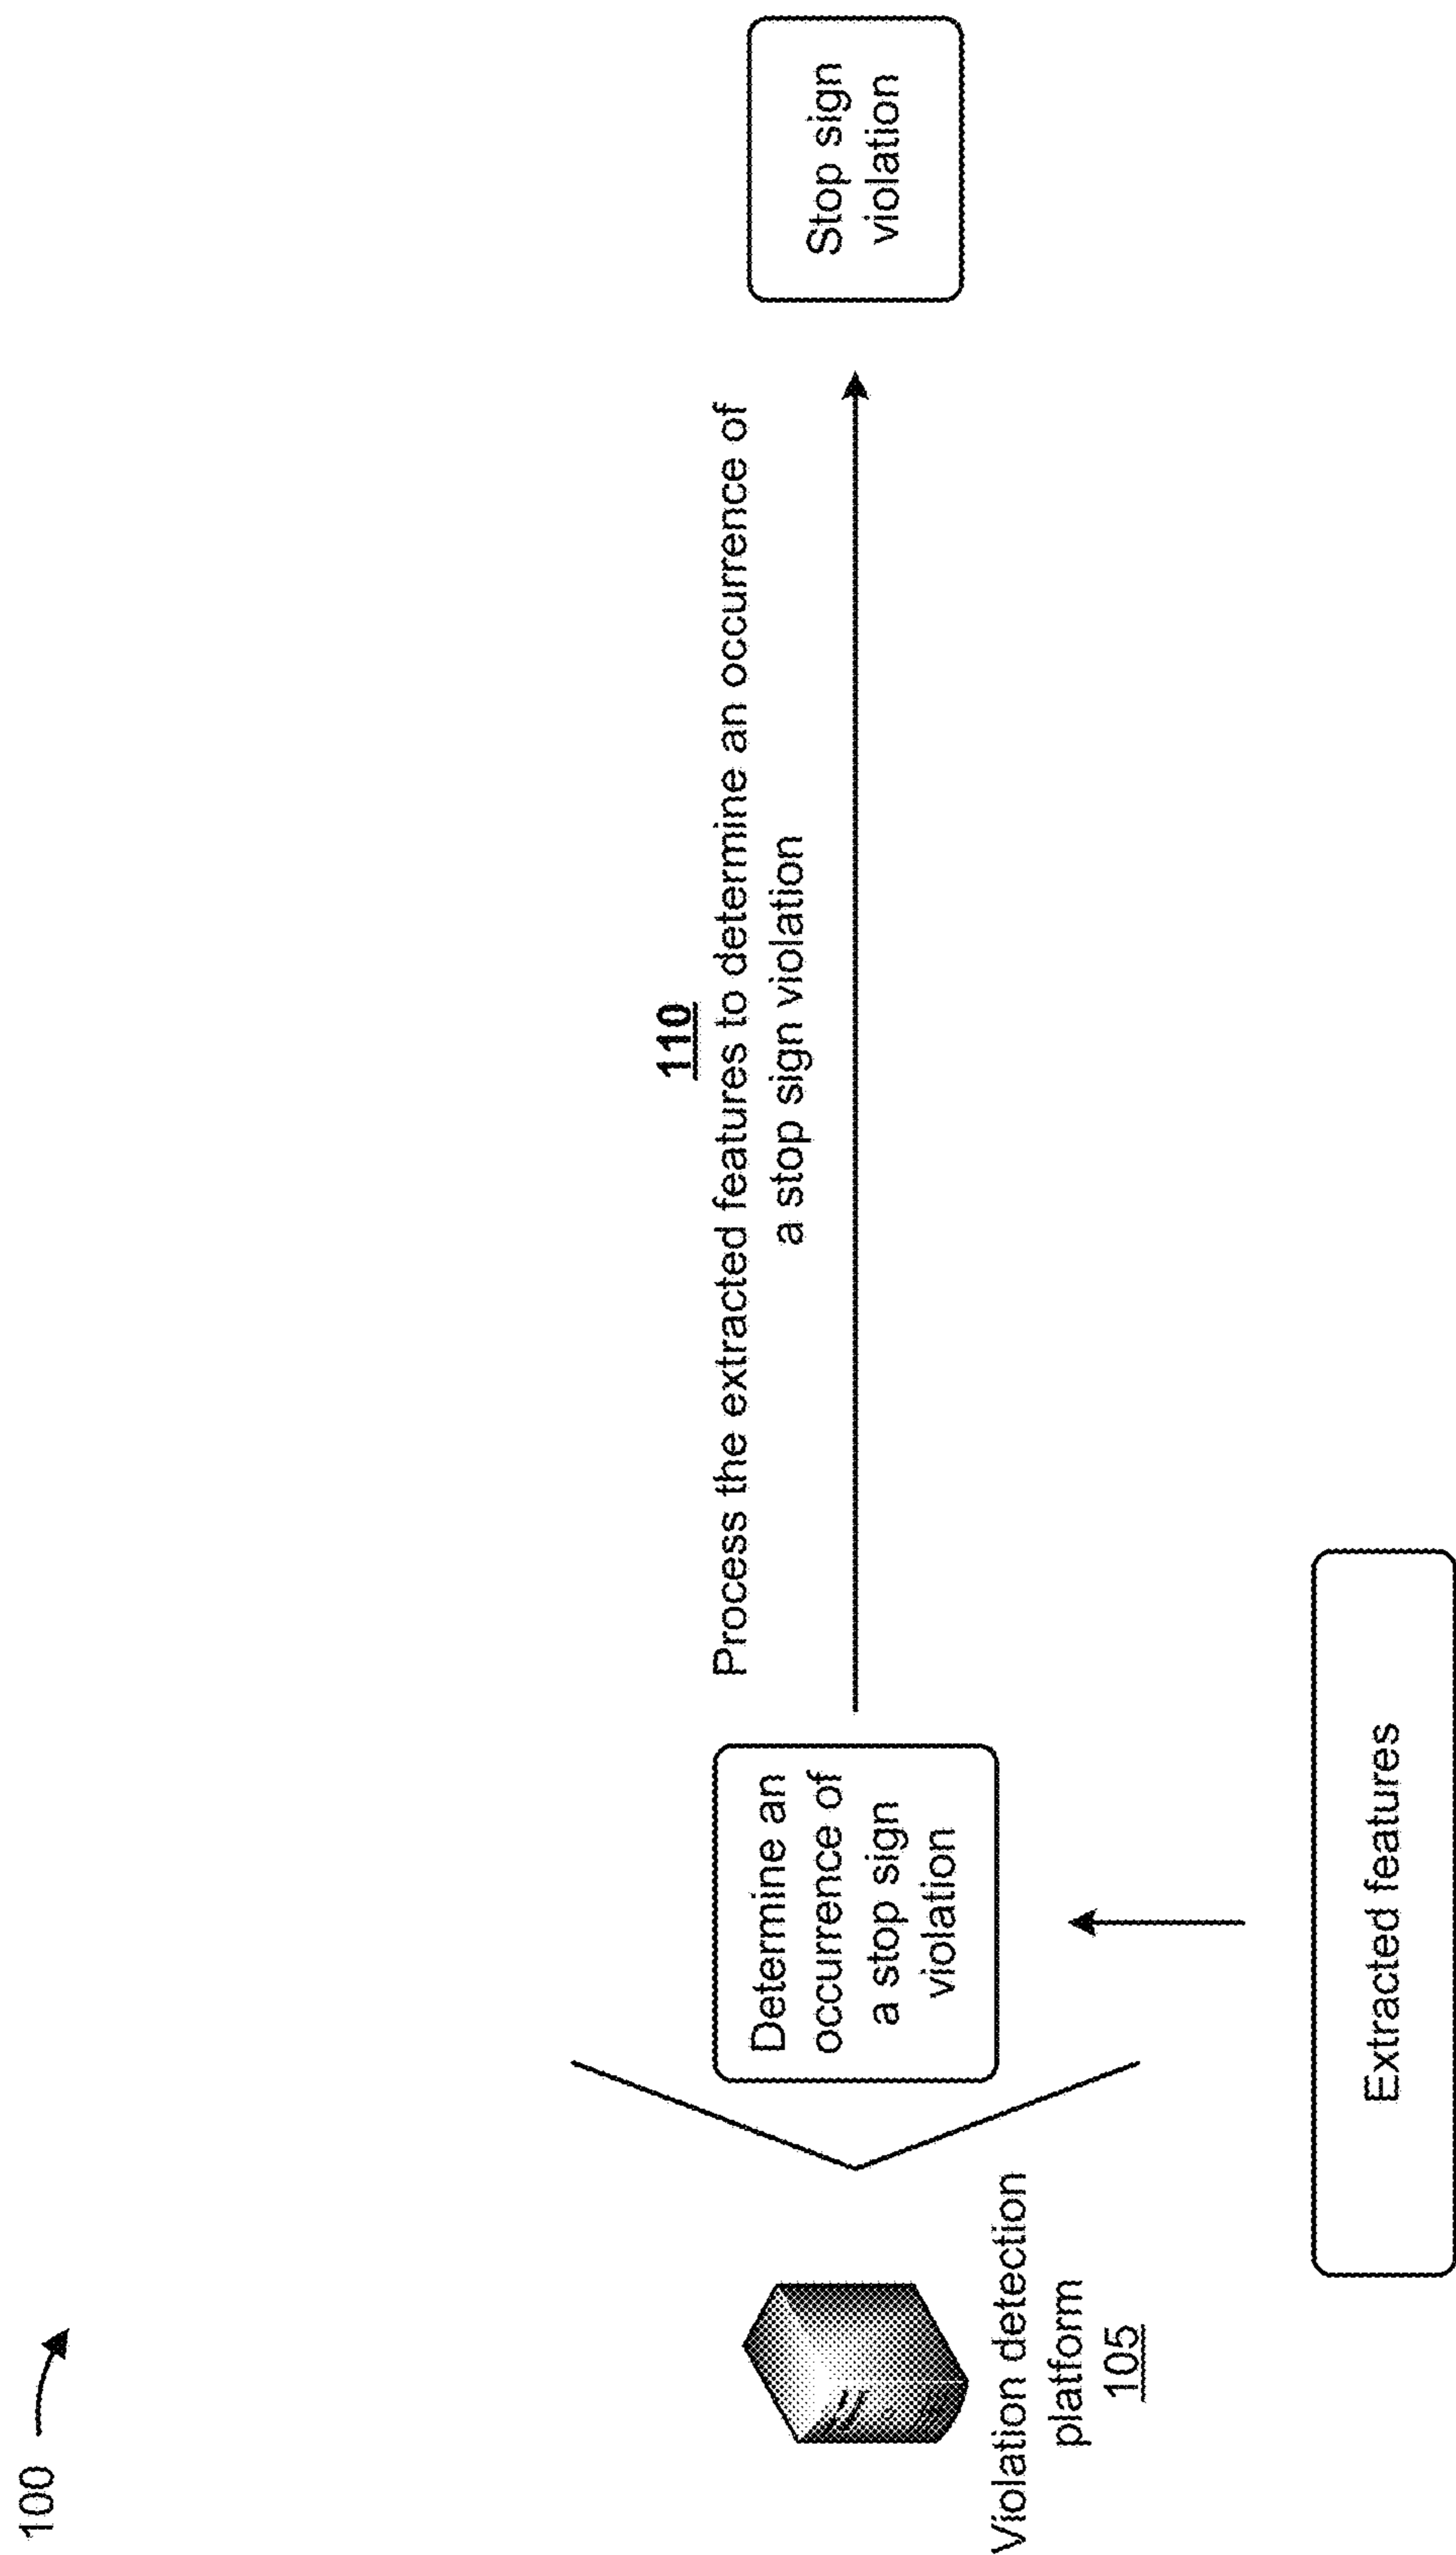 100
110
Process the extracted features to determine an occurrence of
a stop sign violation
Violation detection
platform
105
Determine an
occurrence of
a stop sign
violation
Stop sign
violation
Extracted features